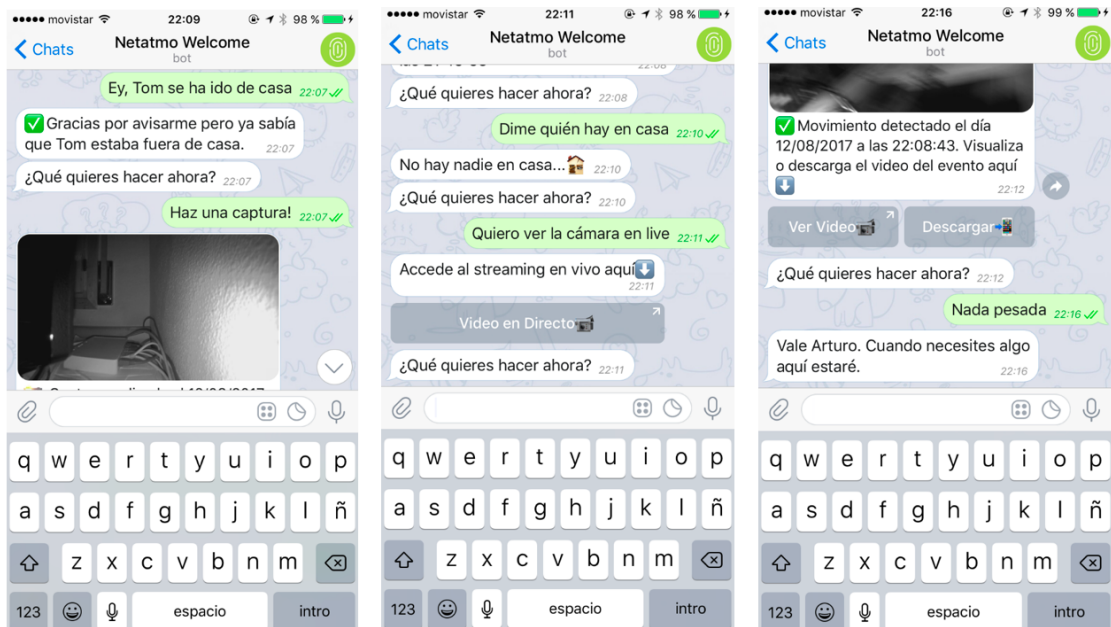 movistar 22:09 98 %
Chats Netatmo Welcome
bot
Ey, Tom se ha ido de casa 22:07
Gracias por avisarme pero ya sabía
que Tom estaba fuera de casa. 22:07
¿Qué quieres hacer ahora? 22:07
Haz una captura! 22:07
q w e r t y u i o p
a s d f g h j k l ñ
z x c v b n m
123 espacio intro
movistar 22:11 98 %
Chats Netatmo Welcome
bot
¿Qué quieres hacer ahora? 22:08
Dime quién hay en casa 22:10
No hay nadie en casa... 22:10
¿Qué quieres hacer ahora? 22:10
Quiero ver la cámara en live 22:11
Accede al streaming en vivo aquí
22:11
Video en Directo
¿Qué quieres hacer ahora? 22:11
q w e r t y u i o p
a s d f g h j k l ñ
z x c v b n m
123 espacio intro
movistar 22:16 99 %
Chats Netatmo Welcome
bot
Movimiento detectado el día
12/08/2017 a las 22:08:43. Visualiza
o descarga el video del evento aquí
22:12
Ver Video Descargar
¿Qué quieres hacer ahora? 22:12
Nada pesada 22:16
Vale Arturo. Cuando necesites algo
aquí estaré. 22:16
q w e r t y u i o p
a s d f g h j k l ñ
z x c v b n m
123 espacio intro